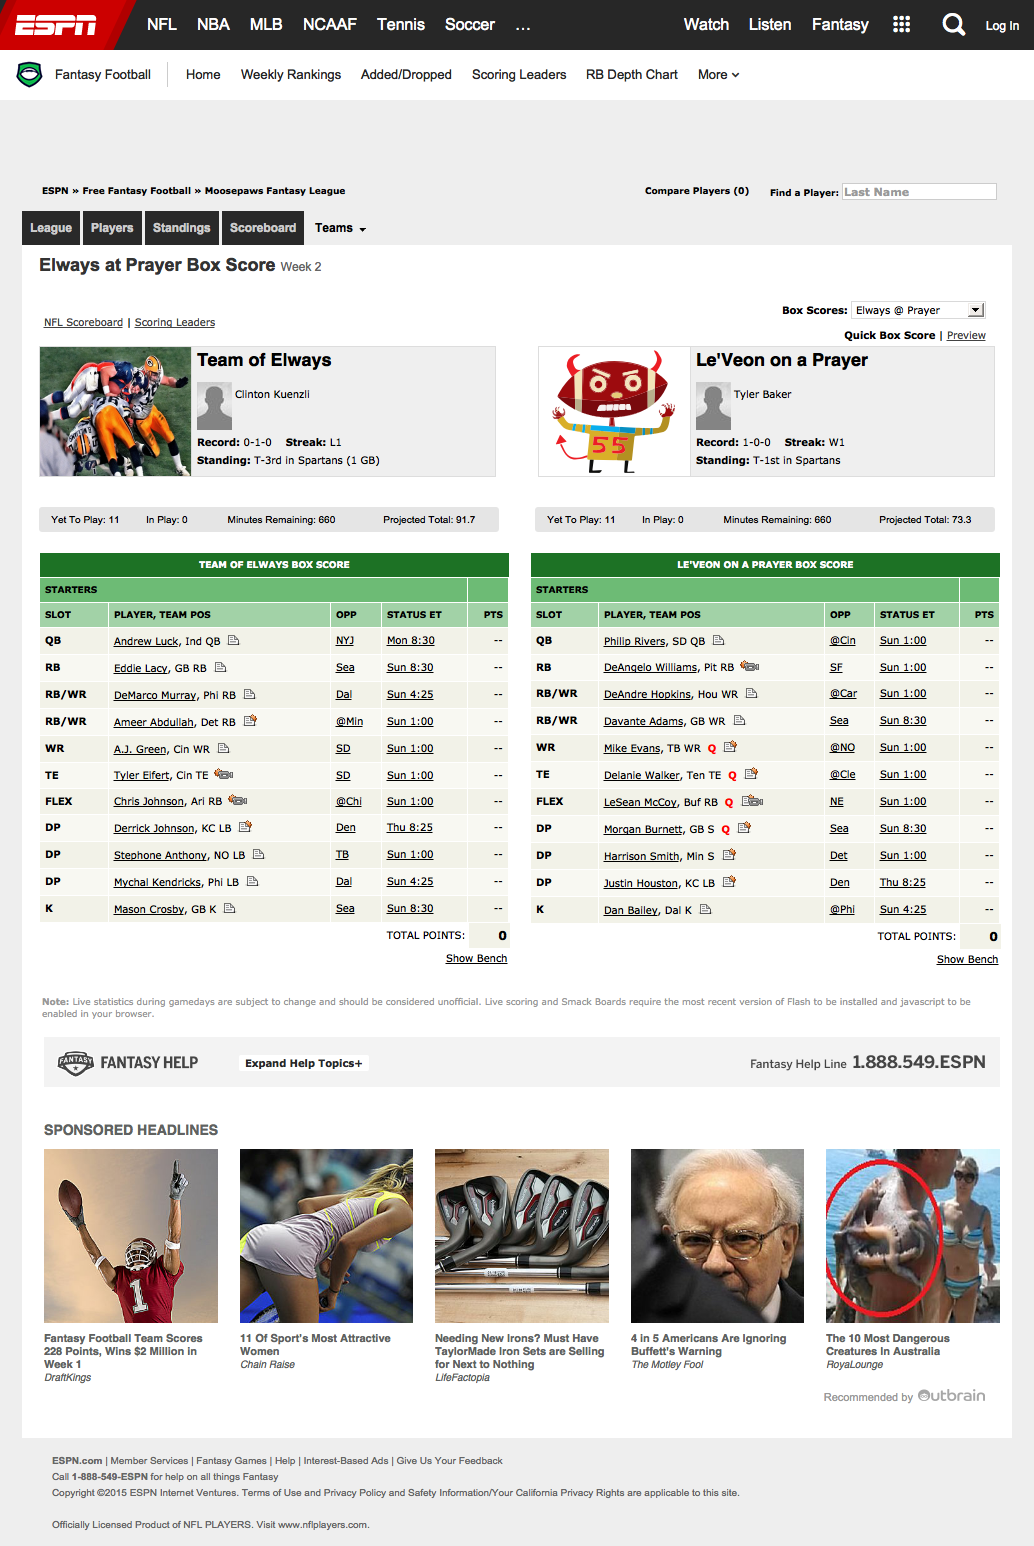 ESPN NFL NBA MLB NCAAF Tennis Soccer ... Watch Listen Fantasy Log In
Fantasy Football Home Weekly Rankings Added/Dropped Scoring Leaders RB Depth Chart More
ESPN » Free Fantasy Football » Moosepaws Fantasy League Compare Players (0) Find a Player: Last Name
League Players Standings Scoreboard Teams
Elways at Prayer Box Score Week 2
Box Scores: Elways @ Prayer
NFL Scoreboard | Scoring Leaders
Quick Box Score | Preview
Team of Elways
Clinton Kuenzli
Record: 0-1-0 Streak: L1
Standing: T-3rd in Spartans (1 GB)
Le'Veon on a Prayer
Tyler Baker
55
Record: 1-0-0 Streak: W1
Standing: T-1st in Spartans
Yet To Play: 11 In Play: 0 Minutes Remaining: 660 Projected Total: 91.7
Yet To Play: 11 In Play: 0 Minutes Remaining: 660 Projected Total: 73.3
TEAM OF ELWAYS BOX SCORE
STARTERS
SLOT PLAYER, TEAM POS OPP STATUS ET PTS
QB Andrew Luck, Ind QB NYJ Mon 8:30 --
RB Eddie Lacy, GB RB Sea Sun 8:30 --
RB/WR DeMarco Murray, Phi RB Dal Sun 4:25 --
RB/WR Ameer Abdullah, Det RB @Min Sun 1:00 --
WR A.J. Green, Cin WR SD Sun 1:00 --
TE Tyler Eifert, Cin TE SD Sun 1:00 --
FLEX Chris Johnson, Ari RB @Chi Sun 1:00 --
DP Derrick Johnson, KC LB Den Thu 8:25 --
DP Stephone Anthony, NO LB TB Sun 1:00 --
DP Mychal Kendricks, Phi LB Dal Sun 4:25 --
K Mason Crosby, GB K Sea Sun 8:30 --
TOTAL POINTS: 0
Show Bench
LE'VEON ON A PRAYER BOX SCORE
STARTERS
SLOT PLAYER, TEAM POS OPP STATUS ET PTS
QB Philip Rivers, SD QB @Cin Sun 1:00 --
RB DeAngelo Williams, Pit RB SF Sun 1:00 --
RB/WR DeAndre Hopkins, Hou WR @Car Sun 1:00 --
RB/WR Davante Adams, GB WR Sea Sun 8:30 --
WR Mike Evans, TB WR Q @NO Sun 1:00 --
TE Delanie Walker, Ten TE Q @Cle Sun 1:00 --
FLEX LeSean McCoy, Buf RB Q NE Sun 1:00 --
DP Morgan Burnett, GB S Q Sea Sun 8:30 --
DP Harrison Smith, Min S Det Sun 1:00 --
DP Justin Houston, KC LB Den Thu 8:25 --
K Dan Bailey, Dal K @Phi Sun 4:25 --
TOTAL POINTS: 0
Show Bench
Note: Live statistics during gamedays are subject to change and should be considered unofficial. Live scoring and Smack Boards require the most recent version of Flash to be installed and javascript to be
enabled in your browser.
FANTASY FANTASY HELP Expand Help Topics+ Fantasy Help Line 1.888.549.ESPN
SPONSORED HEADLINES
1
Fantasy Football Team Scores
228 Points, Wins $2 Million in
Week 1
DraftKings
11 Of Sport's Most Attractive
Women
Chain Raise
Needing New Irons? Must Have
TaylorMade Iron Sets are Selling
for Next to Nothing
LifeFactopia
4 in 5 Americans Are Ignoring
Buffett's Warning
The Motley Fool
The 10 Most Dangerous
Creatures In Australia
RoyaLounge
Recommended by Outbrain
ESPN.com | Member Services | Fantasy Games | Help | Interest-Based Ads | Give Us Your Feedback
Call 1-888-549-ESPN for help on all things Fantasy
Copyright ©2015 ESPN Internet Ventures. Terms of Use and Privacy Policy and Safety Information/Your California Privacy Rights are applicable to this site.
Officially Licensed Product of NFL PLAYERS. Visit www.nflplayers.com.